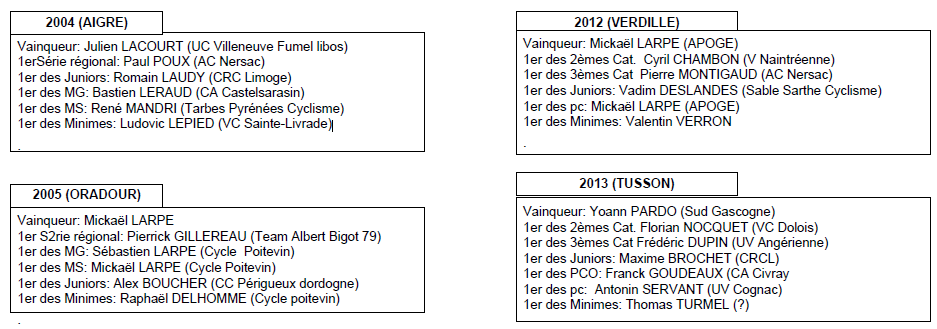 2004 (AIGRE)
Vainqueur: Julien LACOURT (UC Villeneuve Fumel libos)
1erSérie régional: Paul POUX (AC Nersac)
1er des Juniors: Romain LAUDY (CRC Limoge)
1er des MG: Bastien LERAUD (CA Castelsarasin)
1er des MS: René MANDRI (Tarbes Pyrénées Cyclisme)
1er des Minimes: Ludovic LEPIED (VC Sainte-Livrade)
.
2005 (ORADOUR)
Vainqueur: Mickaël LARPE
1er S2rie régional: Pierrick GILLEREAU (Team Albert Bigot 79)
1er des MG: Sébastien LARPE (Cycle Poitevin)
1er des MS: Mickaël LARPE (Cycle Poitevin)
1er des Juniors: Alex BOUCHER (CC Périgueux dordogne)
1er des Minimes: Raphaël DELHOMME (Cycle poitevin)
.
2012 (VERDILLE)
Vainqueur: Mickaël LARPE (APOGE)
1er des 2èmes Cat. Cyril CHAMBON (V Naintréenne)
1er des 3èmes Cat Pierre MONTIGAUD (AC Nersac)
1er des Juniors: Vadim DESLANDES (Sable Sarthe Cyclisme)
1er des pc: Mickaël LARPE (APOGE)
1er des Minimes: Valentin VERRON
.
2013 (TUSSON)
Vainqueur: Yoann PARDO (Sud Gascogne)
1er des 2èmes Cat. Florian NOCQUET (VC Dolois)
1er des 3èmes Cat Frédéric DUPIN (UV Angérienne)
1er des Juniors: Maxime BROCHET (CRCL)
1er des PCO: Franck GOUDEAUX (CA Civray
1er des pc: Antonin SERVANT (UV Cognac)
1er des Minimes: Thomas TURMEL (?)